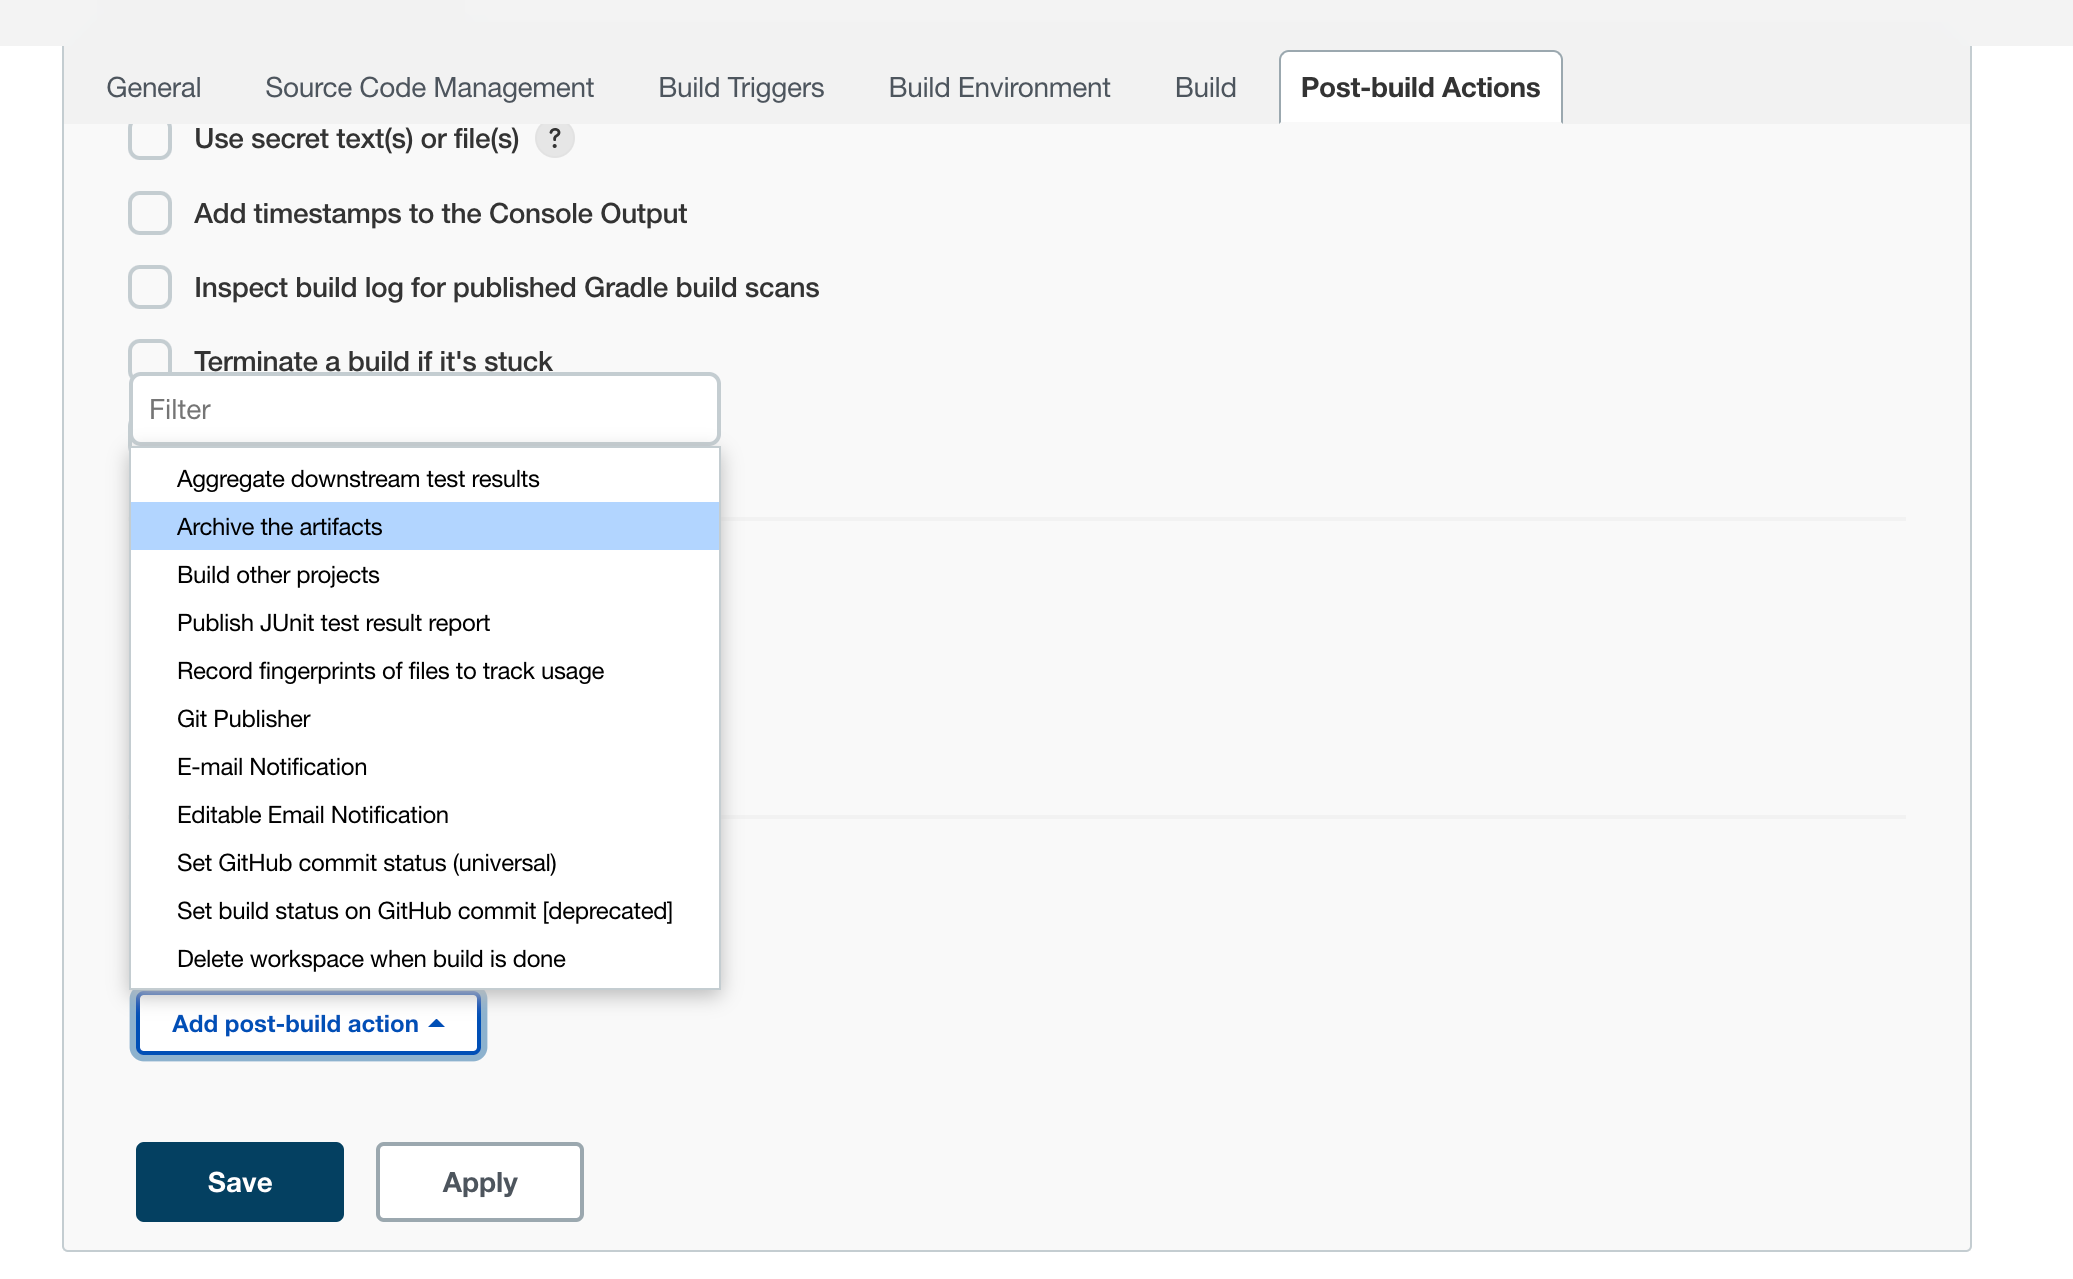 General Source Code Management Build Triggers Build Environment Build Post-build Actions
Use secret text(s) or file(s) ?
Add timestamps to the Console Output
Inspect build log for published Gradle build scans
Terminate a build if it's stuck
Filter
Aggregate downstream test results
Archive the artifacts
Build other projects
Publish JUnit test result report
Record fingerprints of files to track usage
Git Publisher
E-mail Notification
Editable Email Notification
Set GitHub commit status (universal)
Set build status on GitHub commit [deprecated]
Delete workspace when build is done
Add post-build action
Save Apply